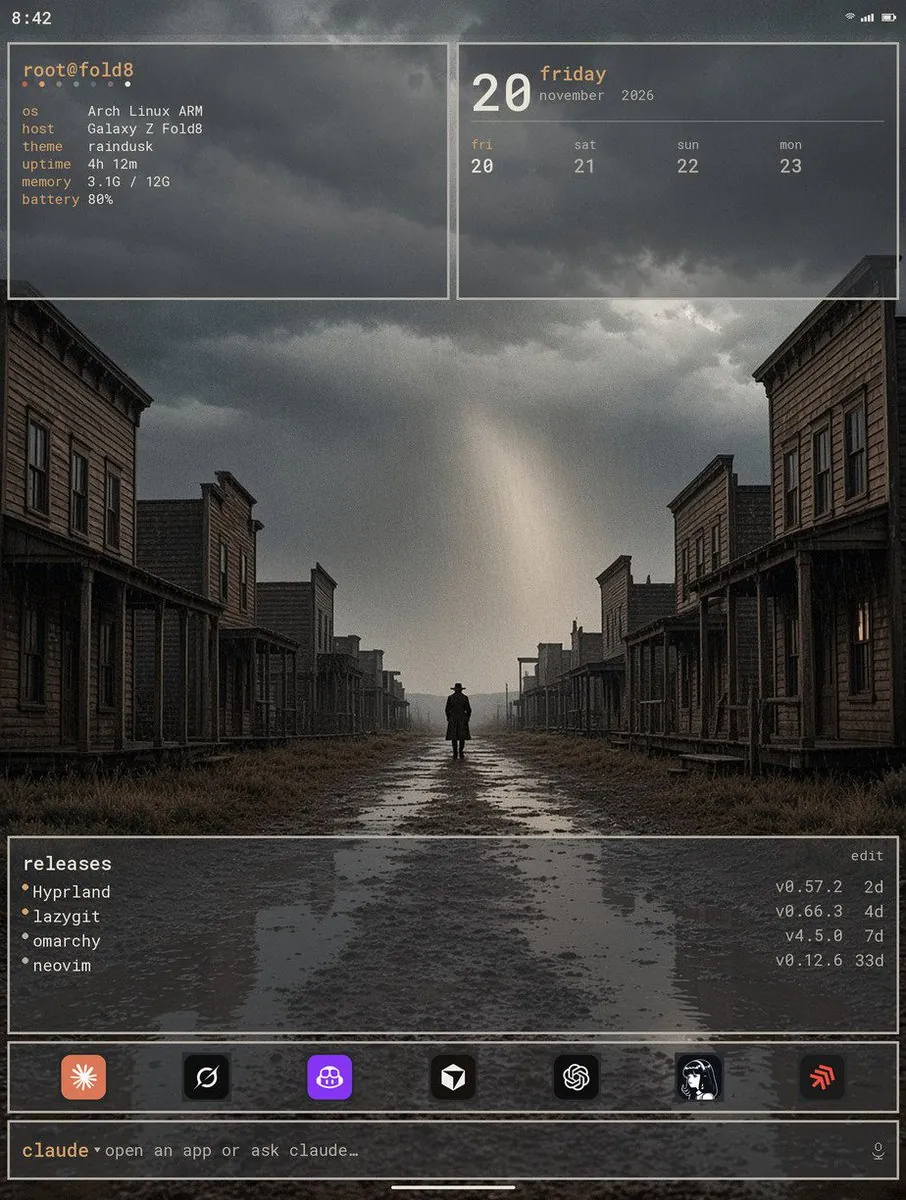 8:42
root@fold8
os Arch Linux ARM
host Galaxy Z Fold8
theme raindusk
uptime 4h 12m
memory 3.1G / 12G
battery 80%
20 friday
november 2026
fri sat sun mon
20 21 22 23
releases edit
Hyprland v0.57.2 2d
lazygit v0.66.3 4d
omarchy v4.5.0 7d
neovim v0.12.6 33d
claude open an app or ask claude…